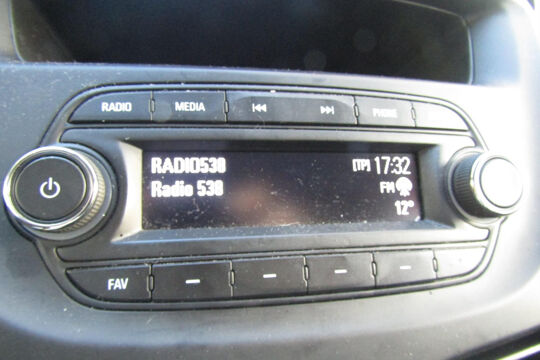 RADIO MEDIA PHONE
RADIO538 [TP] 17:32
Radio 538 FM
12°
FAV